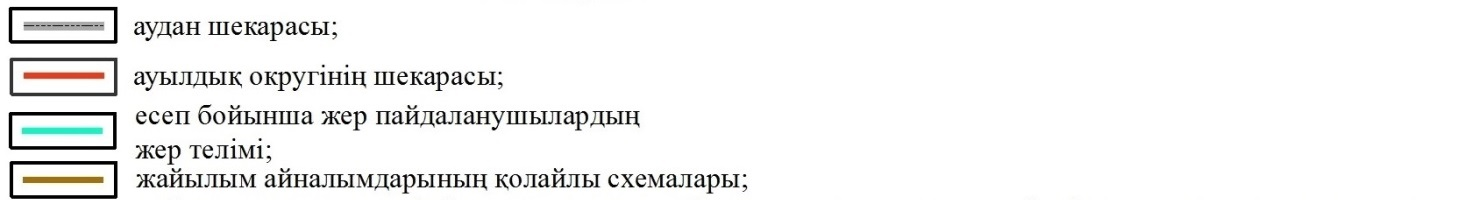 аудан шекарасы;
ауылдық округінің шекарасы;
есеп бойынша жер пайдаланушылардың
жер телімі;
жайылым айналымдарының қолайлы схемалары;